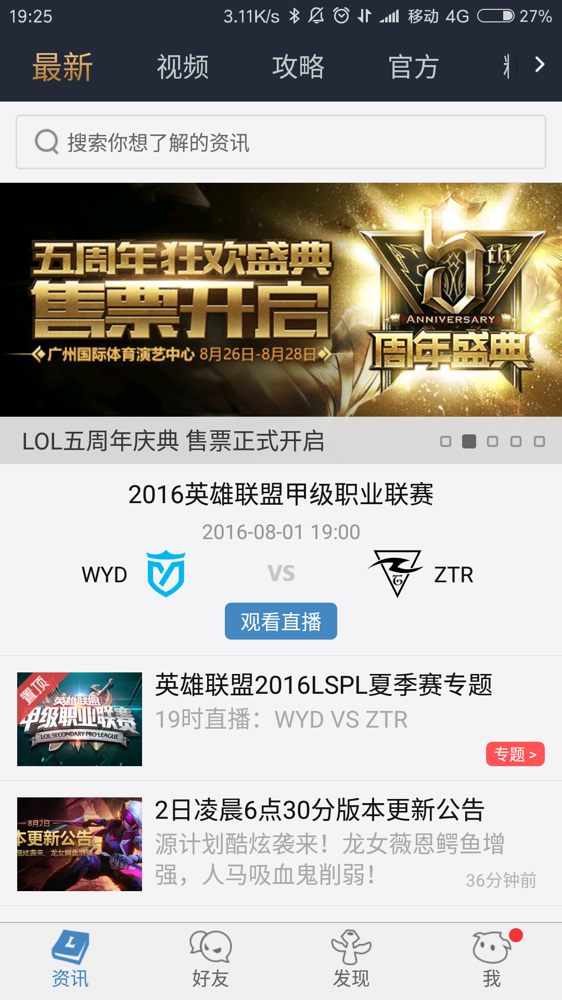 19:25 3.11K/s 移动 4G 27%
最新 视频 攻略 官方
搜索你想了解的资讯
五周年狂欢盛典
售票开启
广州国际体育演艺中心 8月26日-8月28日
5th
ANNIVERSARY
周年盛典
LOL五周年庆典 售票正式开启
2016英雄联盟甲级职业联赛
2016-08-01 19:00
WYD VS ZTR
观看直播
置顶
英雄联盟
甲级职业联赛
LOL SECONDARY PRO LEAGUE
英雄联盟2016LSPL夏季赛专题
19时直播：WYD VS ZTR
专题 >
8月2日
本更新公告
酷炫袭来、龙女鳄鱼增强
2日凌晨6点30分版本更新公告
源计划酷炫袭来！龙女薇恩鳄鱼增
强，人马吸血鬼削弱！
36分钟前
资讯 好友 发现 我